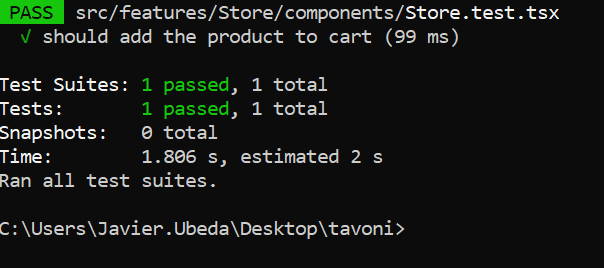 PASS src/features/Store/components/Store.test.tsx
√ should add the product to cart (99 ms)
Test Suites: 1 passed, 1 total
Tests: 1 passed, 1 total
Snapshots: 0 total
Time: 1.806 s, estimated 2 s
Ran all test suites.
C:\Users\Javier.Ubeda\Desktop\tavoni>